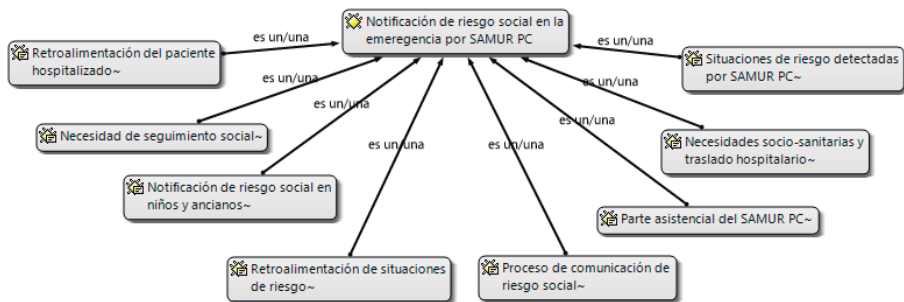 Notificación de riesgo social en la
emeregencia por SAMUR PC
es un/una
es un/una
Retroalimentación del paciente
hospitalizado~
Situaciones de riesgo detectadas
por SAMUR PC~
es un/una
es un/una
es un/una
Necesidad de seguimiento social~
Necesidades socio-sanitarias y
traslado hospitalario~
es un/una
es un/una
es un/una
Notificación de riesgo social en
niños y ancianos~
Parte asistencial del SAMUR PC~
Retroalimentación de situaciones
de riesgo~
Proceso de comunicación de
riesgo social~